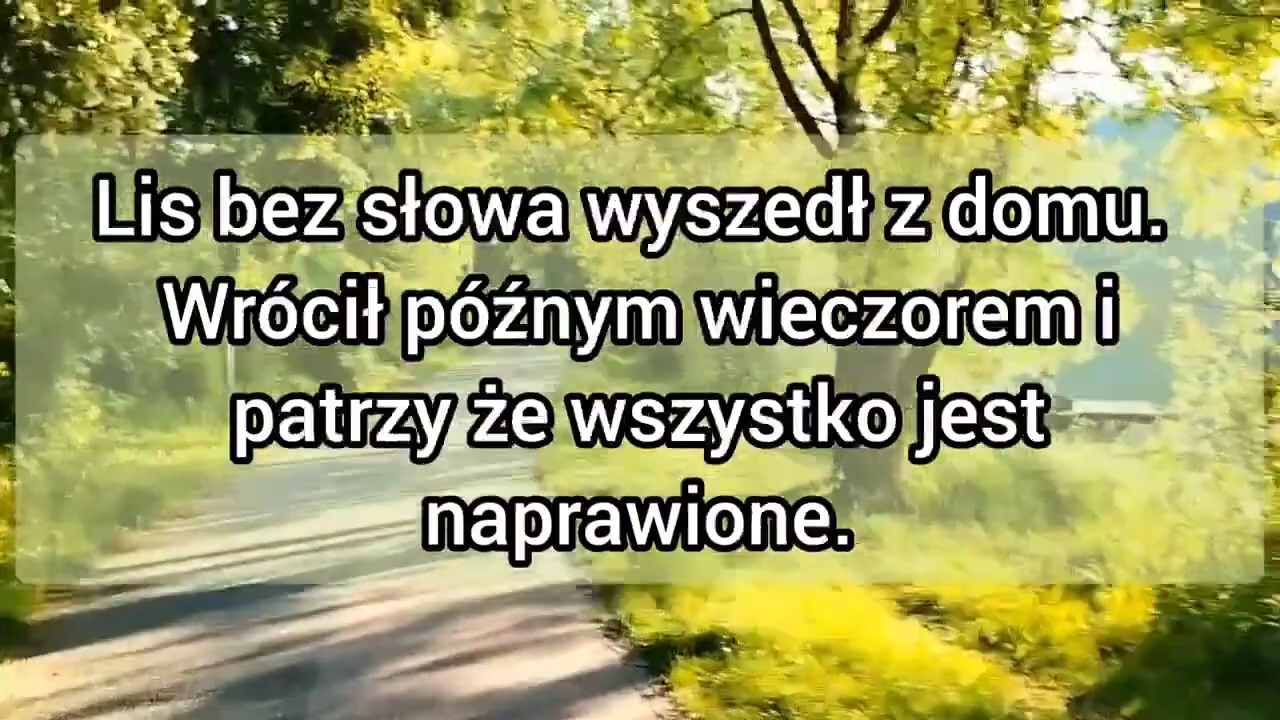 Lis bez słowa wyszedł z domu.
Wrócił późnym wieczorem i
patrzy że wszystko jest
naprawione.